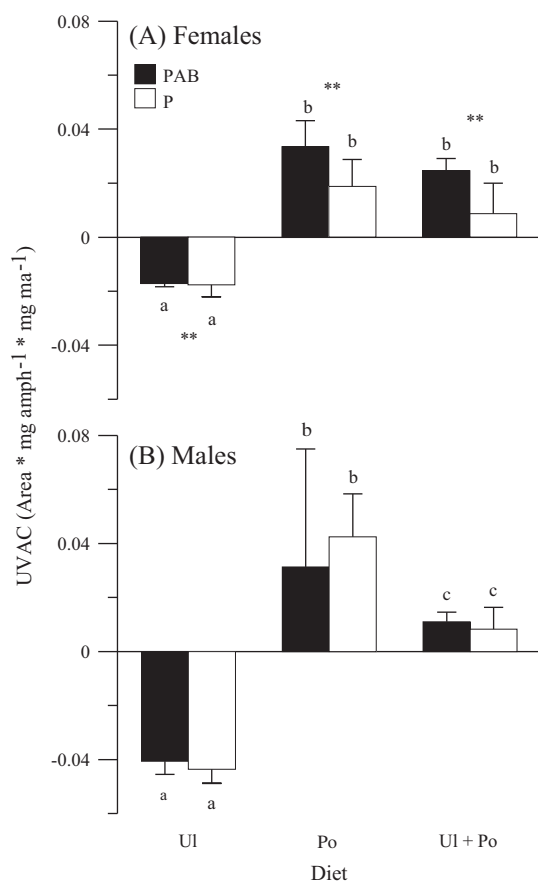 0.08
(A) Females
PAB
P
**
b
b
**
b
b
0.04
0
a
a
**
-0.04
UVAC (Area * mg amph-1 * mg ma-1)
0.08
(B) Males
b
b
0.04
c
c
0
-0.04
a
a
Ul
Po
Ul + Po
Diet